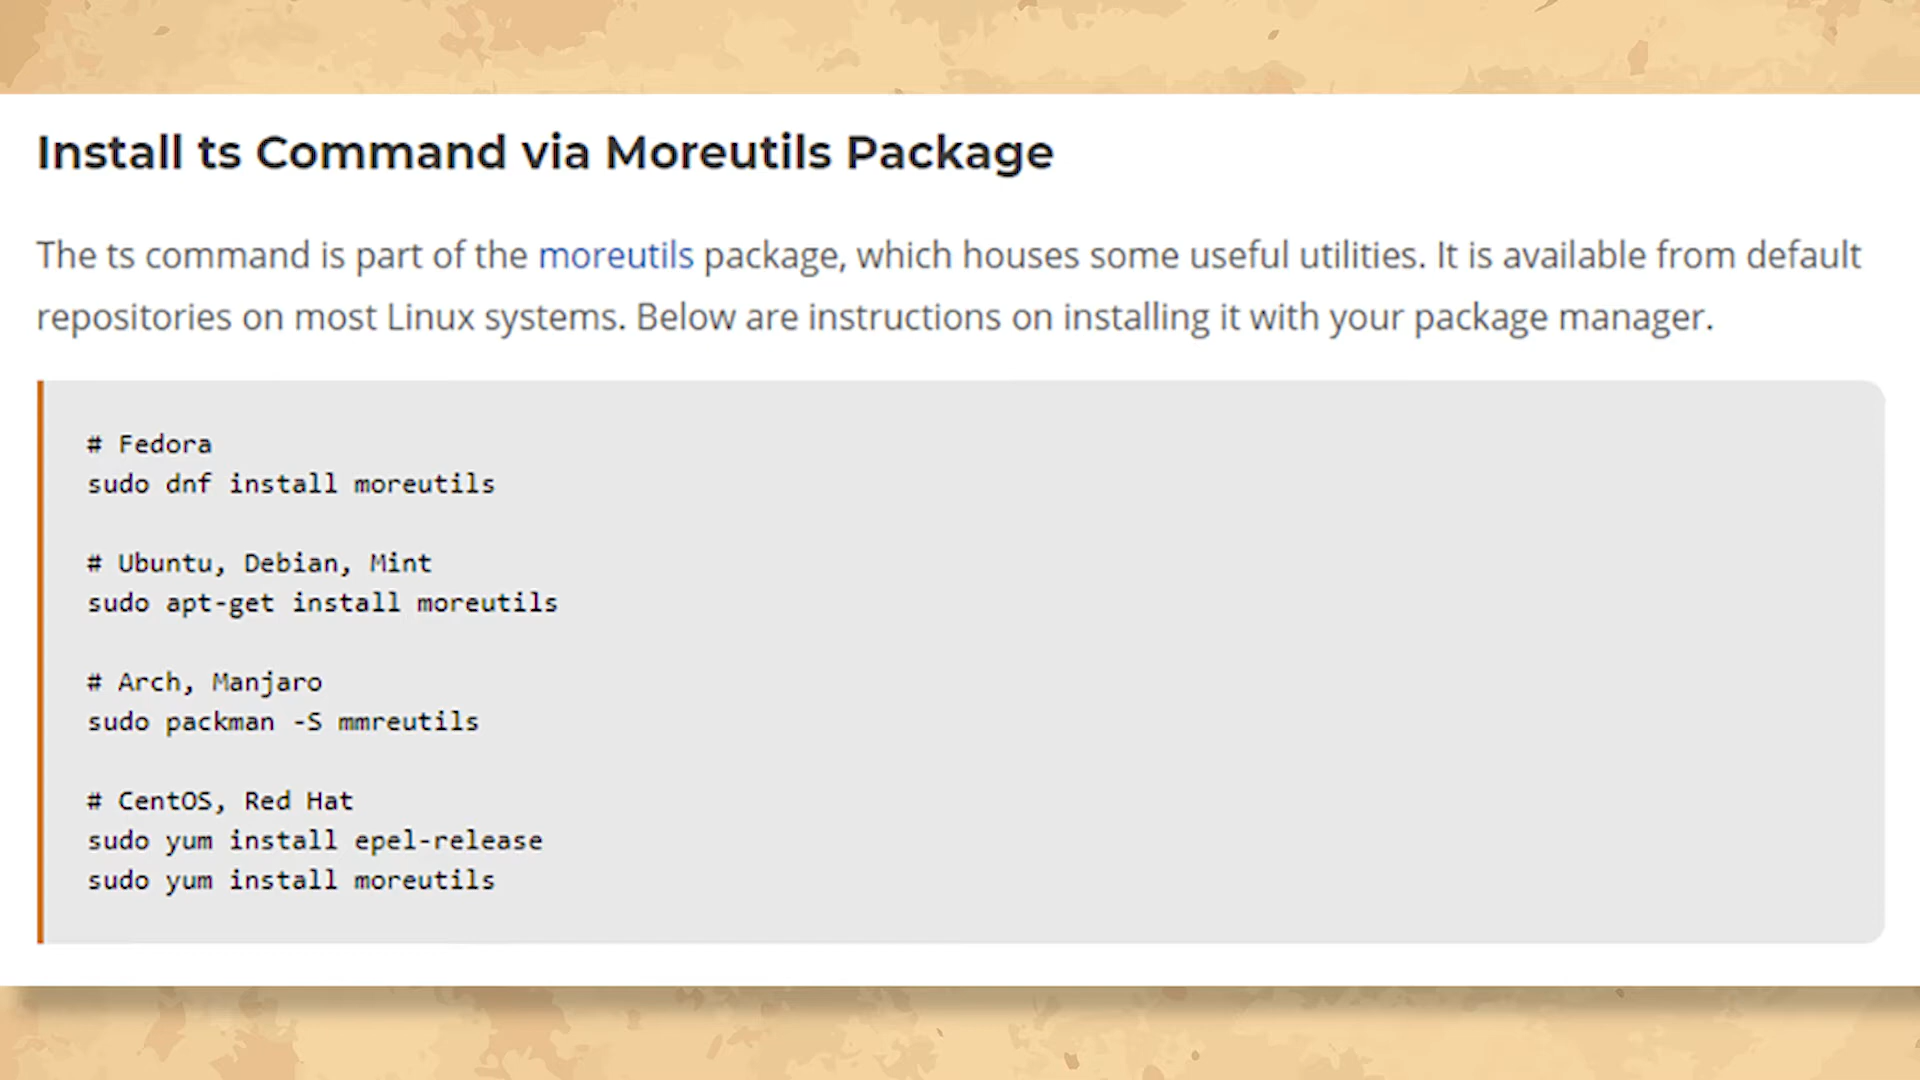 Install ts Command via Moreutils Package
The ts command is part of the moreutils package, which houses some useful utilities. It is available from default
repositories on most Linux systems. Below are instructions on installing it with your package manager.
# Fedora
sudo dnf install moreutils
# Ubuntu, Debian, Mint
sudo apt-get install moreutils
# Arch, Manjaro
sudo packman -S mmreutils
# CentOS, Red Hat
sudo yum install epel-release
sudo yum install moreutils